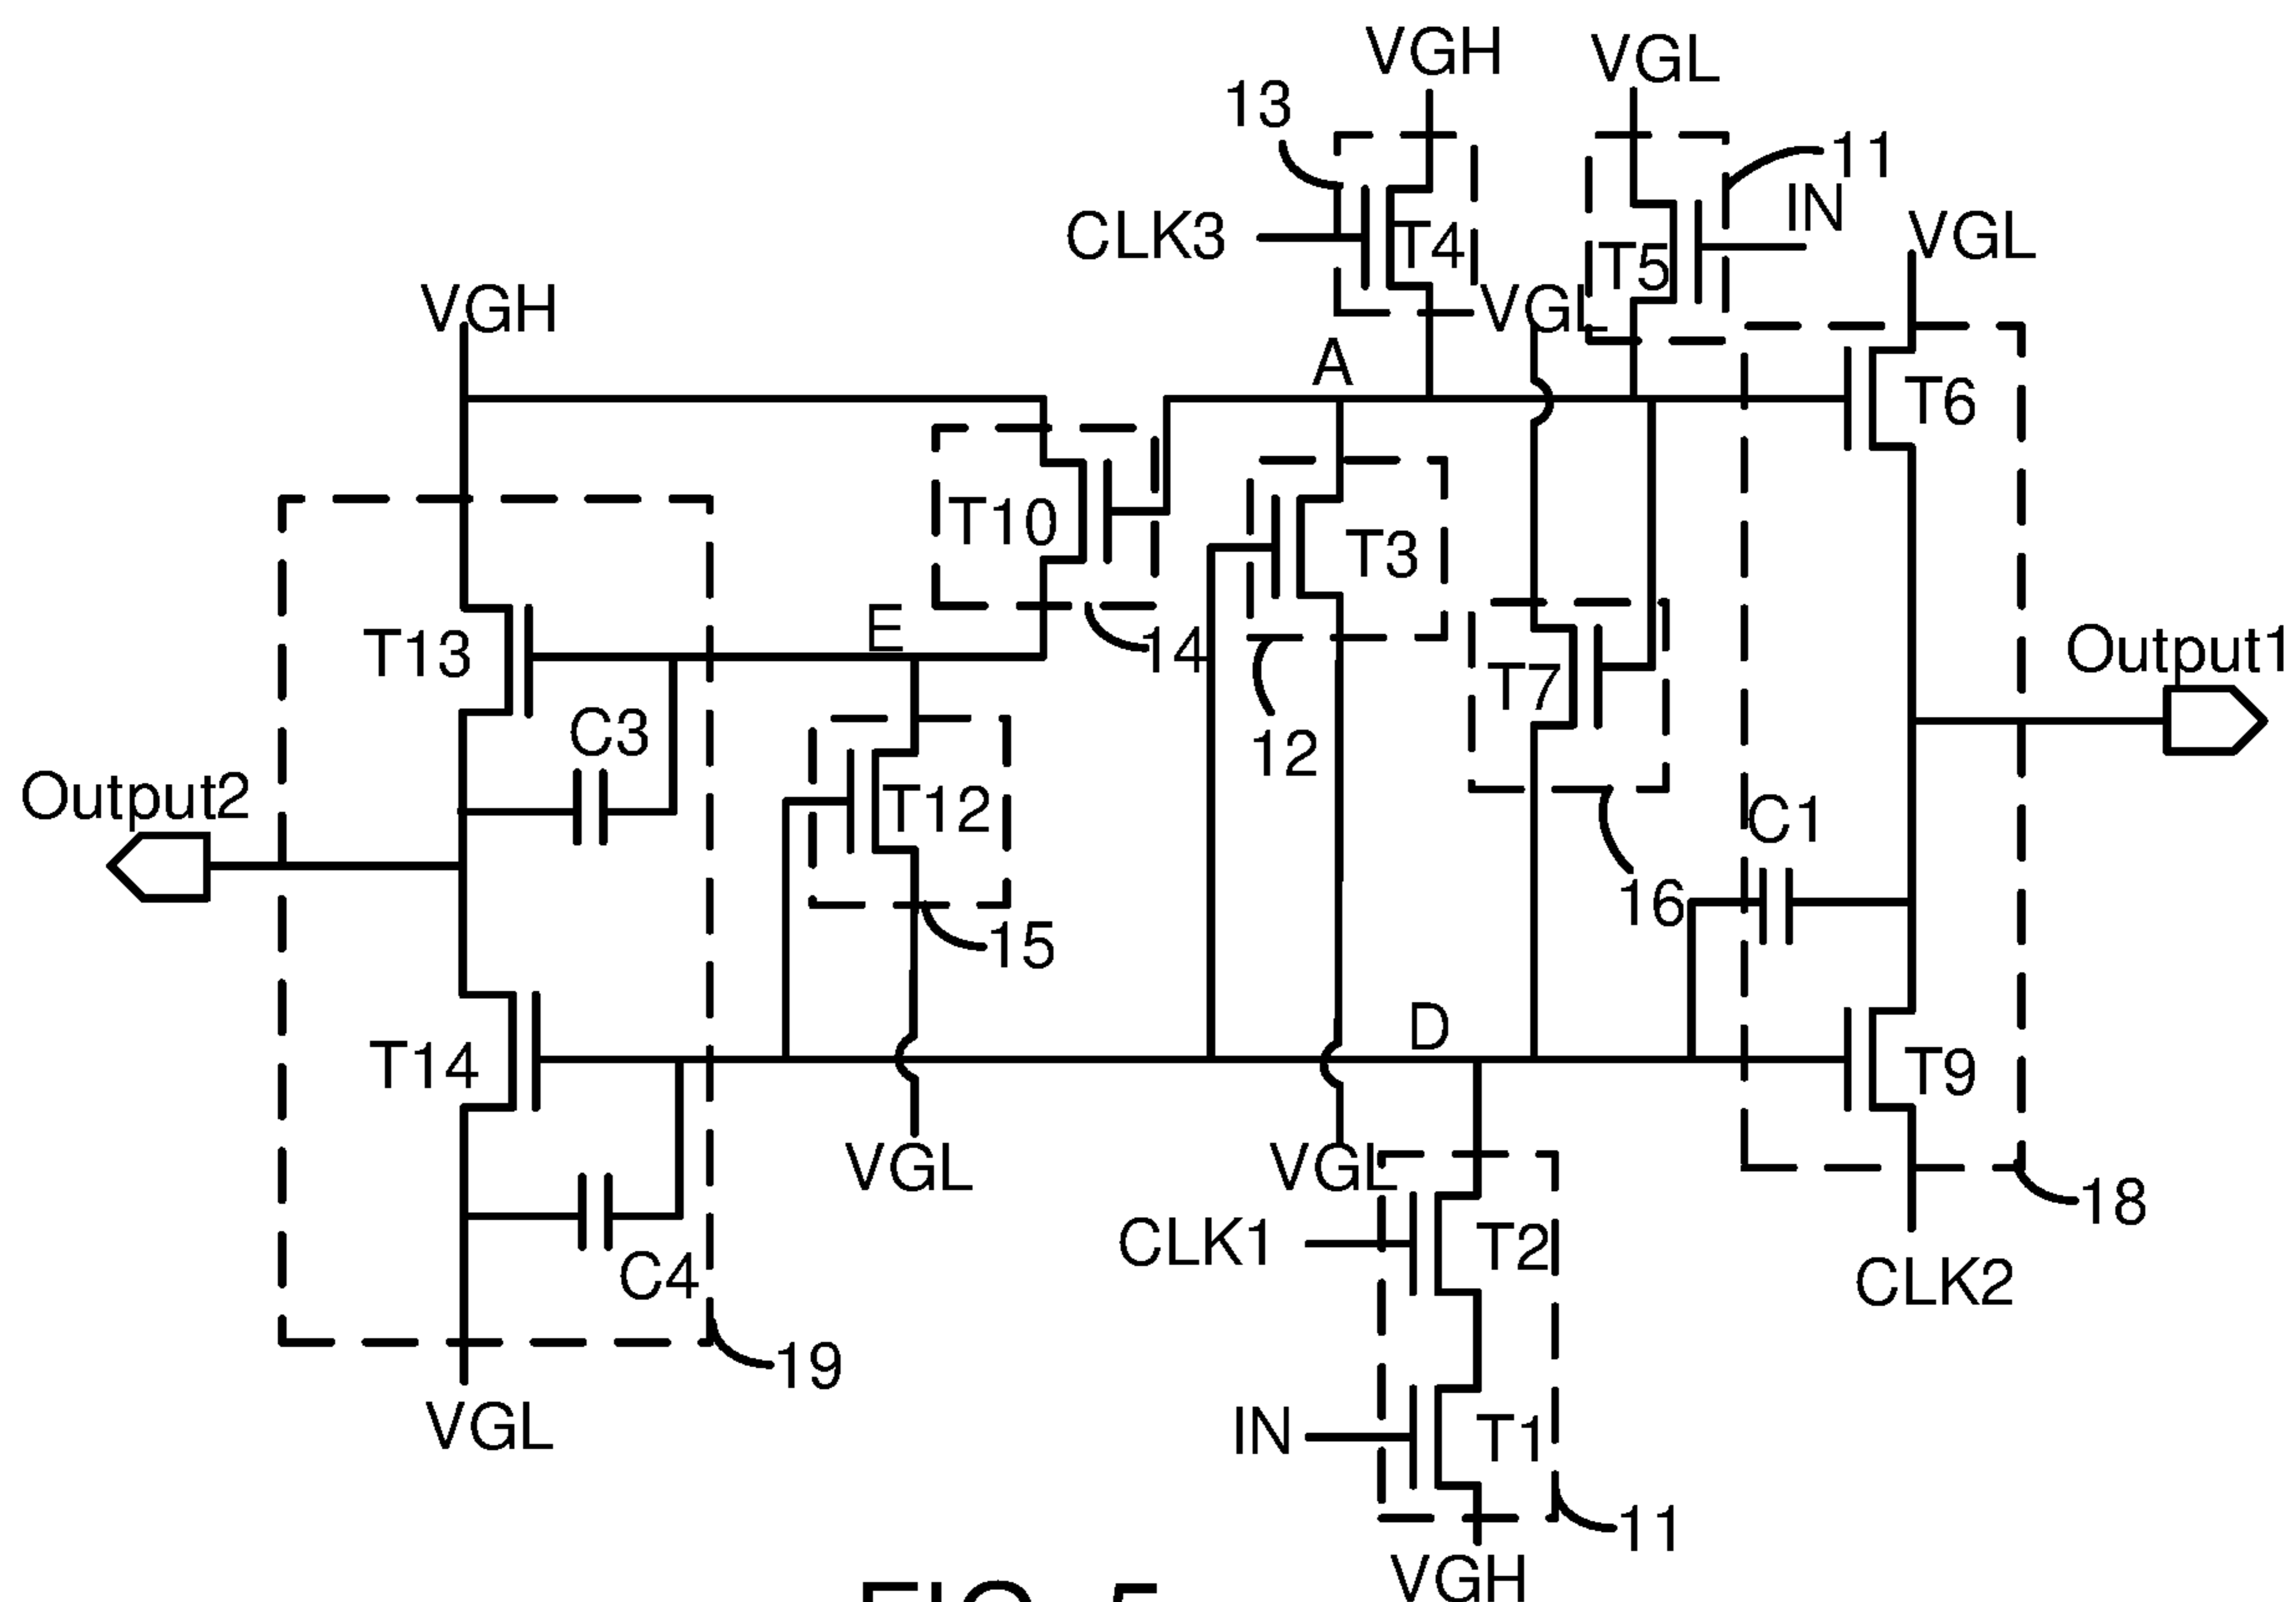 VGH
VGL
13
11
IN
CLK3
T4
T5
VGL
VGH
VGL
A
T6
T10
T3
E
T13
14
T7
Output1
C3
12
Output2
T12
C1
16
15
D
T14
T9
VGL
VGL
18
CLK1
T2
C4
CLK2
19
VGL
IN
T1
11
VGH
FIG. 5